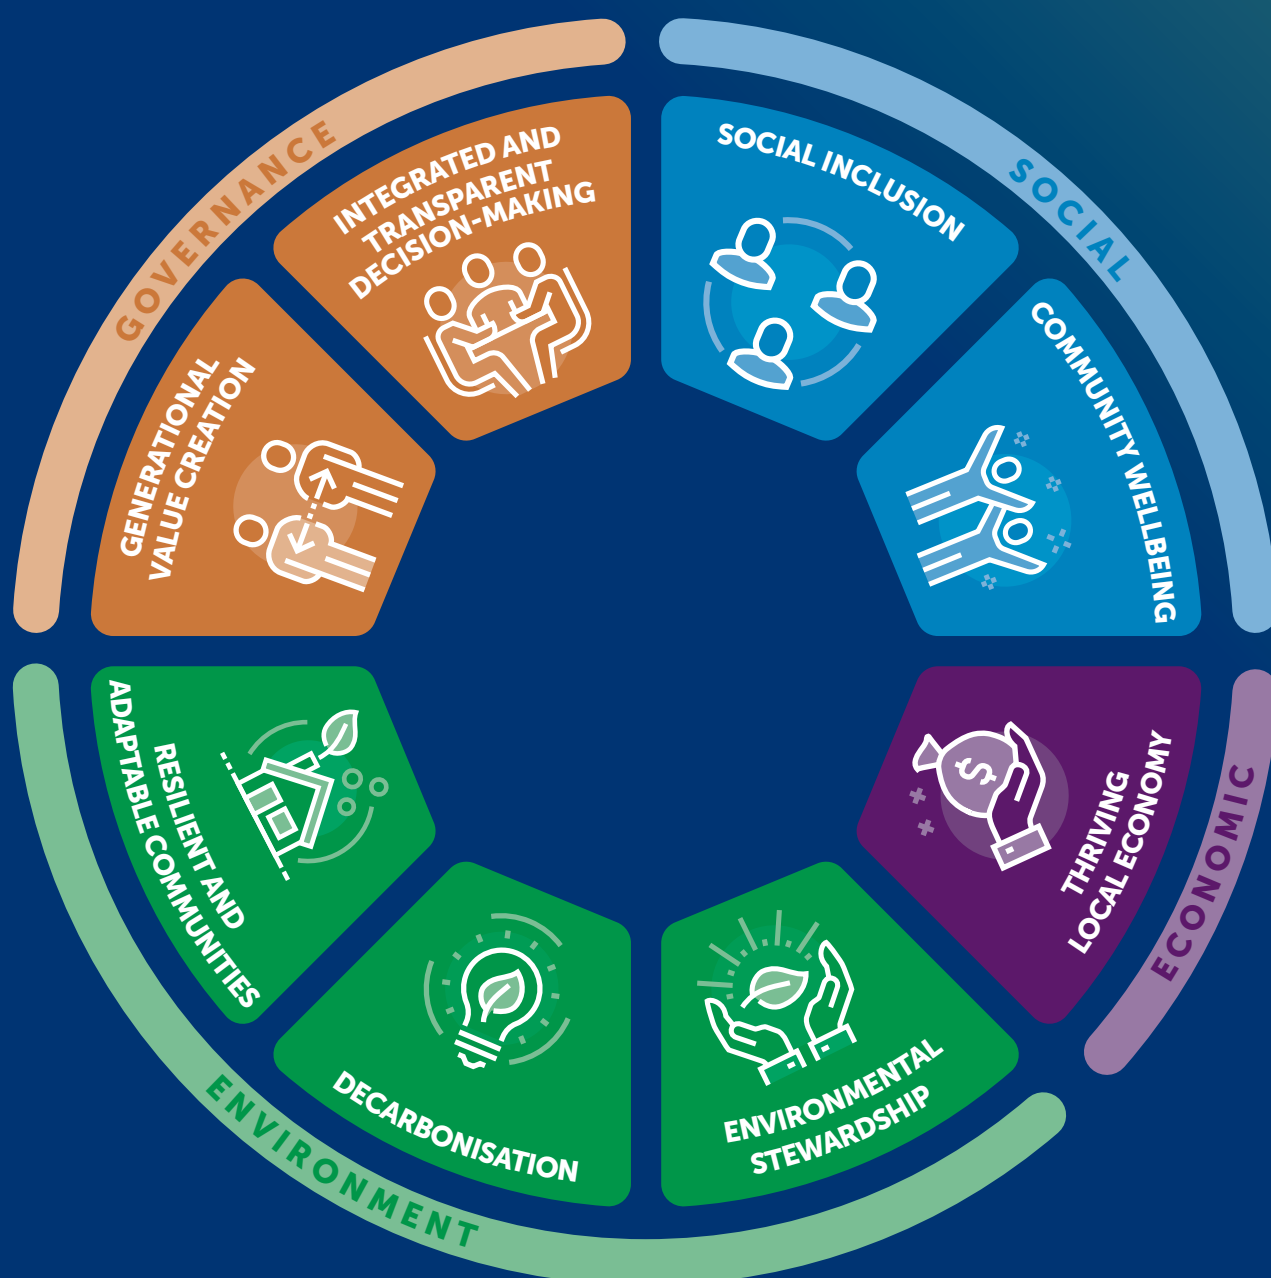 GOVERNANCE
INTEGRATED AND
TRANSPARENT
DECISION-MAKING
GENERATIONAL
VALUE CREATION
SOCIAL
SOCIAL INCLUSION
COMMUNITY WELLBEING
ECONOMIC
THRIVING
LOCAL ECONOMY
$
ENVIRONMENT
ENVIRONMENTAL
STEWARDSHIP
DECARBONISATION
RESILIENT AND
ADAPTABLE COMMUNITIES